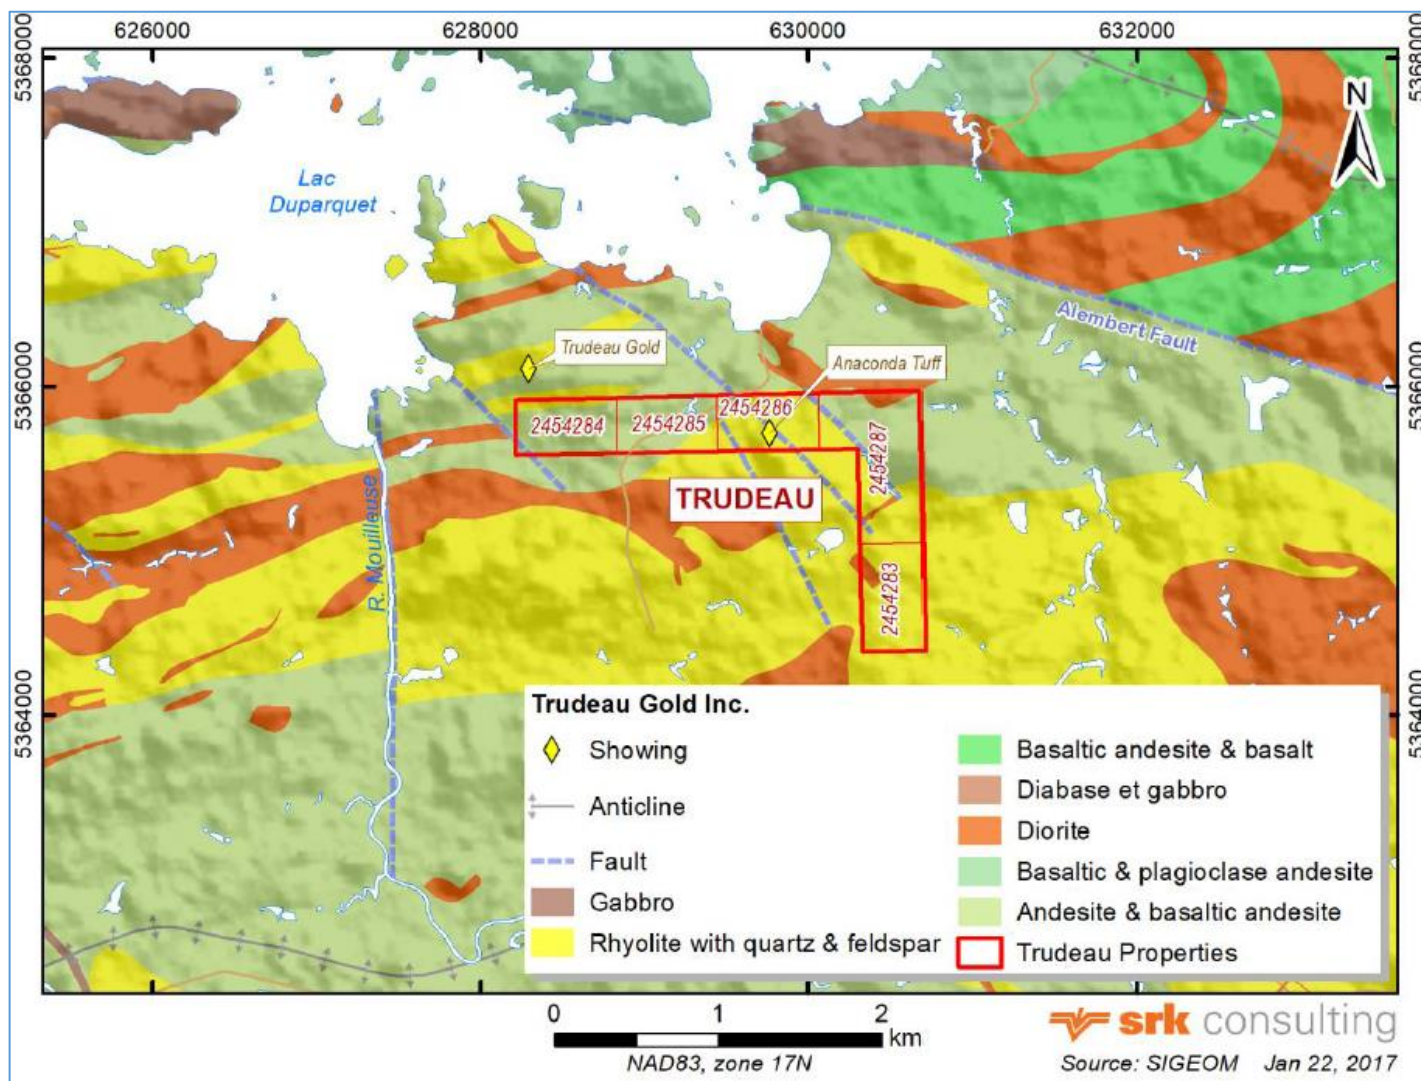 626000
628000
630000
632000
5368000
5368000
N
Lac
Duparquet
Alembert Fault
Trudeau Gold
Anaconda Tuff
5366000
5366000
2454284
2454285
2454286
2454287
TRUDEAU
R. Mouilleuse
2454283
5364000
5364000
Trudeau Gold Inc.
Showing
Anticline
Fault
Gabbro
Rhyolite with quartz & feldspar
Basaltic andesite & basalt
Diabase et gabbro
Diorite
Basaltic & plagioclase andesite
Andesite & basaltic andesite
Trudeau Properties
0 1 2
km
NAD83, zone 17N
srk consulting
Source: SIGEOM Jan 22, 2017